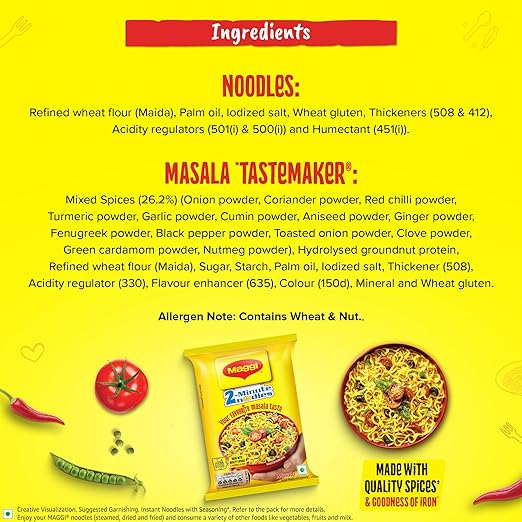 Ingredients
NOODLES:
Refined wheat flour (Maida), Palm oil, Iodized salt, Wheat gluten, Thickeners (508 & 412),
Acidity regulators (501(i) & 500(i)) and Humectant (451(i)).
MASALA "TASTEMAKER®:
Mixed Spices (26.2%) (Onion powder, Coriander powder, Red chilli powder,
Turmeric powder, Garlic powder, Cumin powder, Aniseed powder, Ginger powder,
Fenugreek powder, Black pepper powder, Toasted onion powder, Clove powder,
Green cardamom powder, Nutmeg powder), Hydrolysed groundnut protein,
Refined wheat flour (Maida), Sugar, Starch, Palm oil, Iodized salt, Thickener (508),
Acidity regulator (330), Flavour enhancer (635), Colour (150d), Mineral and Wheat gluten.
Allergen Note: Contains Wheat & Nut..
Maggi
2-Minute
noodles
Your favourite masala taste
MADE WITH
QUALITY SPICES*
& GOODNESS OF IRON^
Creative Visualization. Suggested Garnishing. Instant Noodles with Seasoning*. Refer to the pack for more details.
Enjoy your MAGGI® noodles (steamed, dried and fried) and consume a variety of other foods like vegetables, fruits and milk.